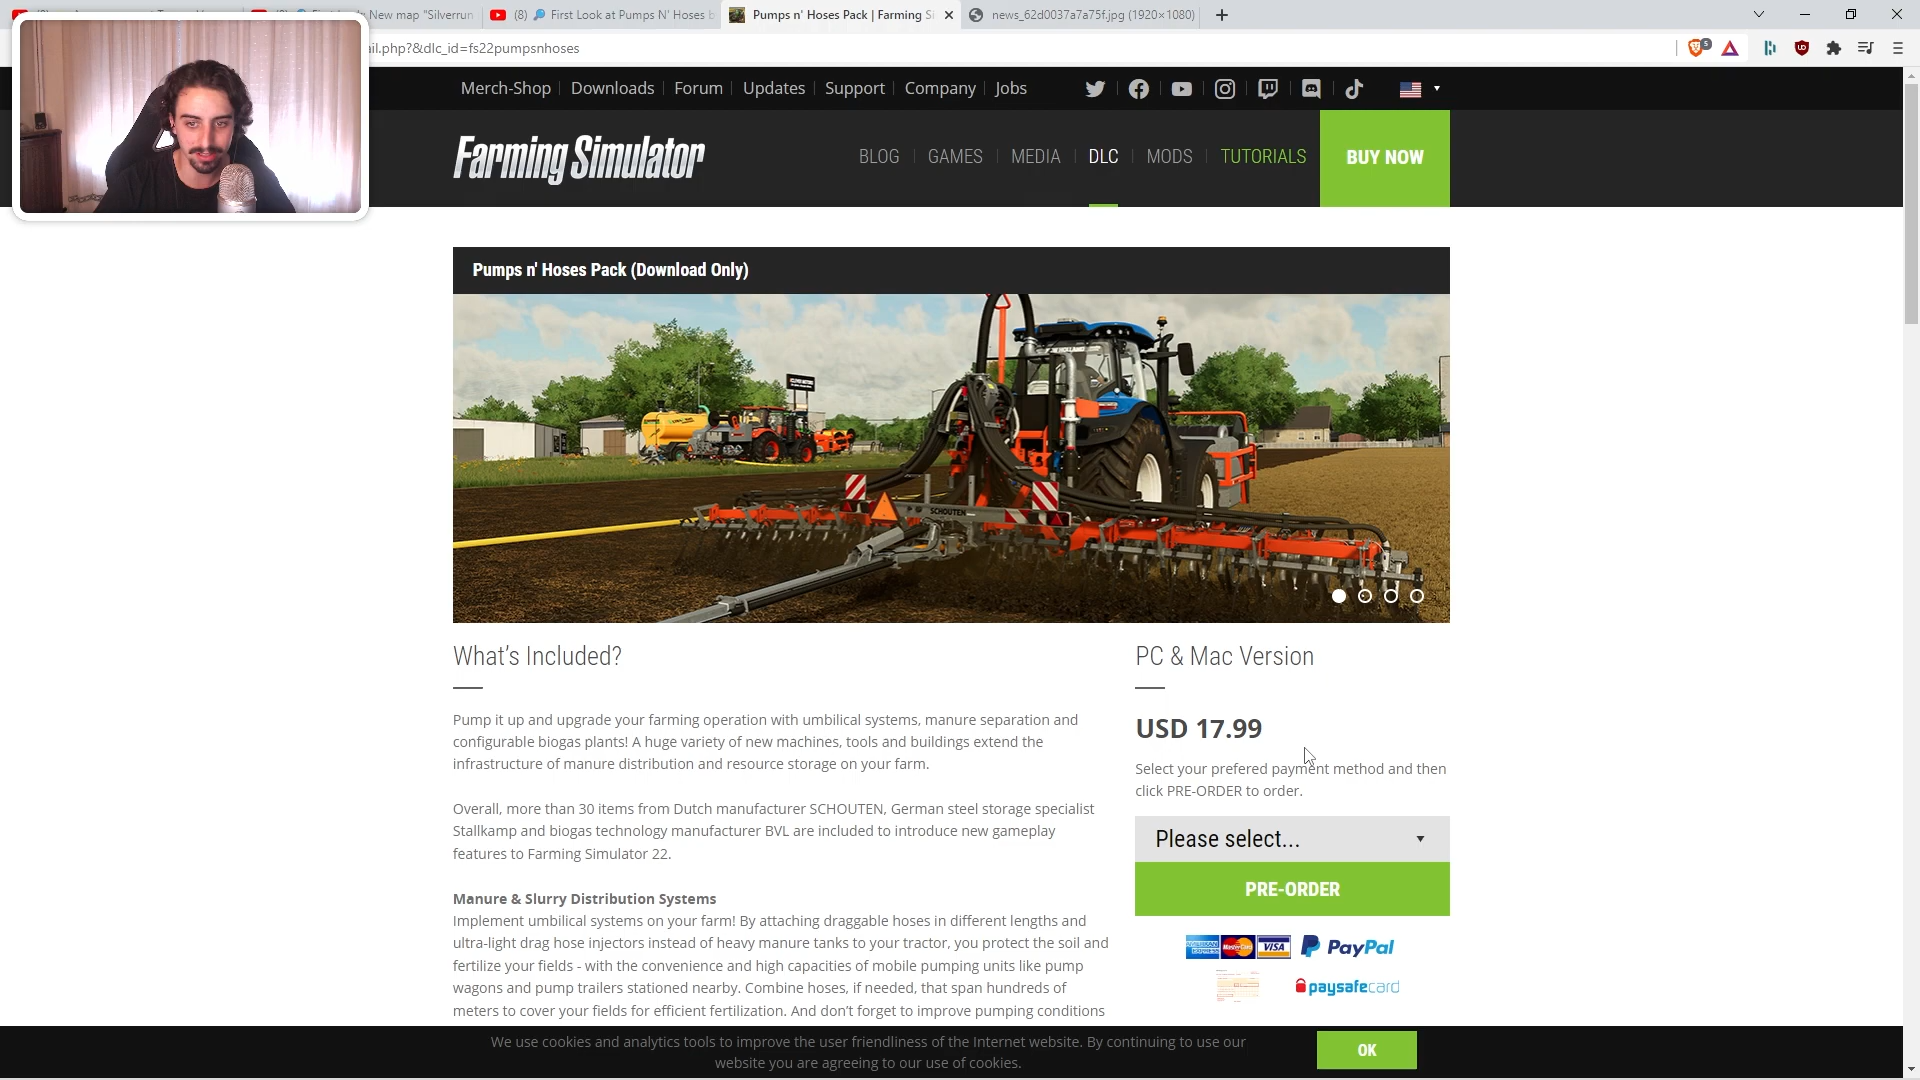 New map "Silverrun
(8) 🔎 First Look at Pumps N' Hoses b
Pumps n' Hoses Pack | Farming Si
news_62d0037a7a75f.jpg (1920×1080)
ail.php?&dlc_id=fs22pumpsnhoses
5
Merch-Shop Downloads Forum Updates Support Company Jobs
Farming Simulator
BLOG GAMES MEDIA DLC MODS TUTORIALS BUY NOW
Pumps n' Hoses Pack (Download Only)
SCHOUTEN
What's Included?
Pump it up and upgrade your farming operation with umbilical systems, manure separation and
configurable biogas plants! A huge variety of new machines, tools and buildings extend the
infrastructure of manure distribution and resource storage on your farm.
Overall, more than 30 items from Dutch manufacturer SCHOUTEN, German steel storage specialist
Stallkamp and biogas technology manufacturer BVL are included to introduce new gameplay
features to Farming Simulator 22.
Manure & Slurry Distribution Systems
Implement umbilical systems on your farm! By attaching draggable hoses in different lengths and
ultra-light drag hose injectors instead of heavy manure tanks to your tractor, you protect the soil and
fertilize your fields - with the convenience and high capacities of mobile pumping units like pump
wagons and pump trailers stationed nearby. Combine hoses, if needed, that span hundreds of
meters to cover your fields for efficient fertilization. And don't forget to improve pumping conditions
PC & Mac Version
USD 17.99
Select your prefered payment method and then
click PRE-ORDER to order.
Please select...
PRE-ORDER
AMERICAN EXPRESS MasterCard VISA PayPal
paysafecard
We use cookies and analytics tools to improve the user friendliness of the Internet website. By continuing to use our
website you are agreeing to our use of cookies.
OK